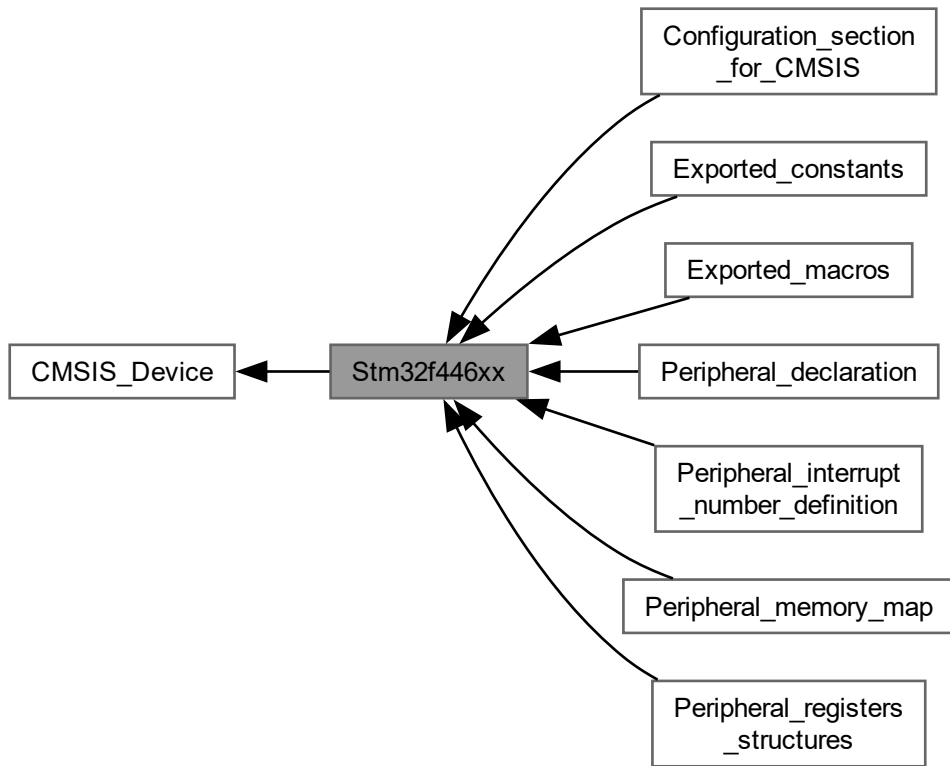 Configuration_section
_for_CMSIS
Exported_constants
Exported_macros
CMSIS_Device
Stm32f446xx
Peripheral_declaration
Peripheral_interrupt
_number_definition
Peripheral_memory_map
Peripheral_registers
_structures